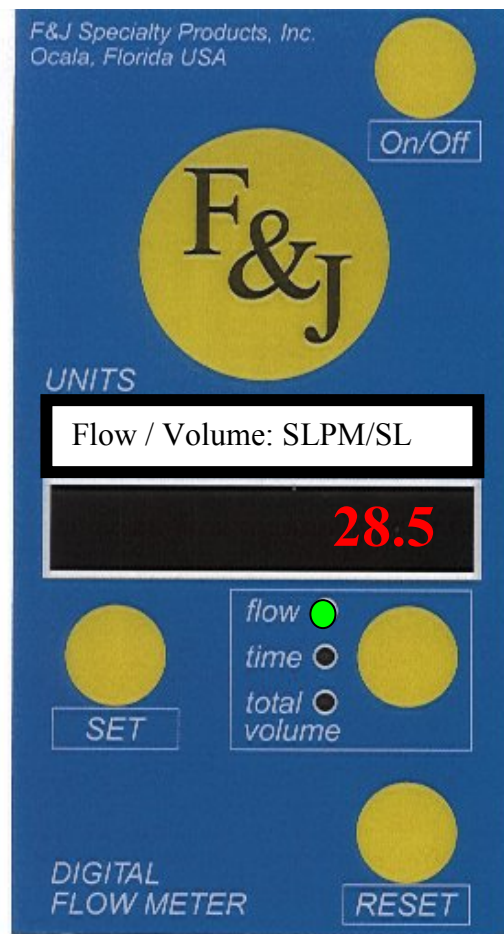 F&J Specialty Products, Inc.
Ocala, Florida USA
On/Off
F&J
UNITS
Flow / Volume: SLPM/SL
28.5
flow
time
total
volume
SET
DIGITAL
FLOW METER
RESET